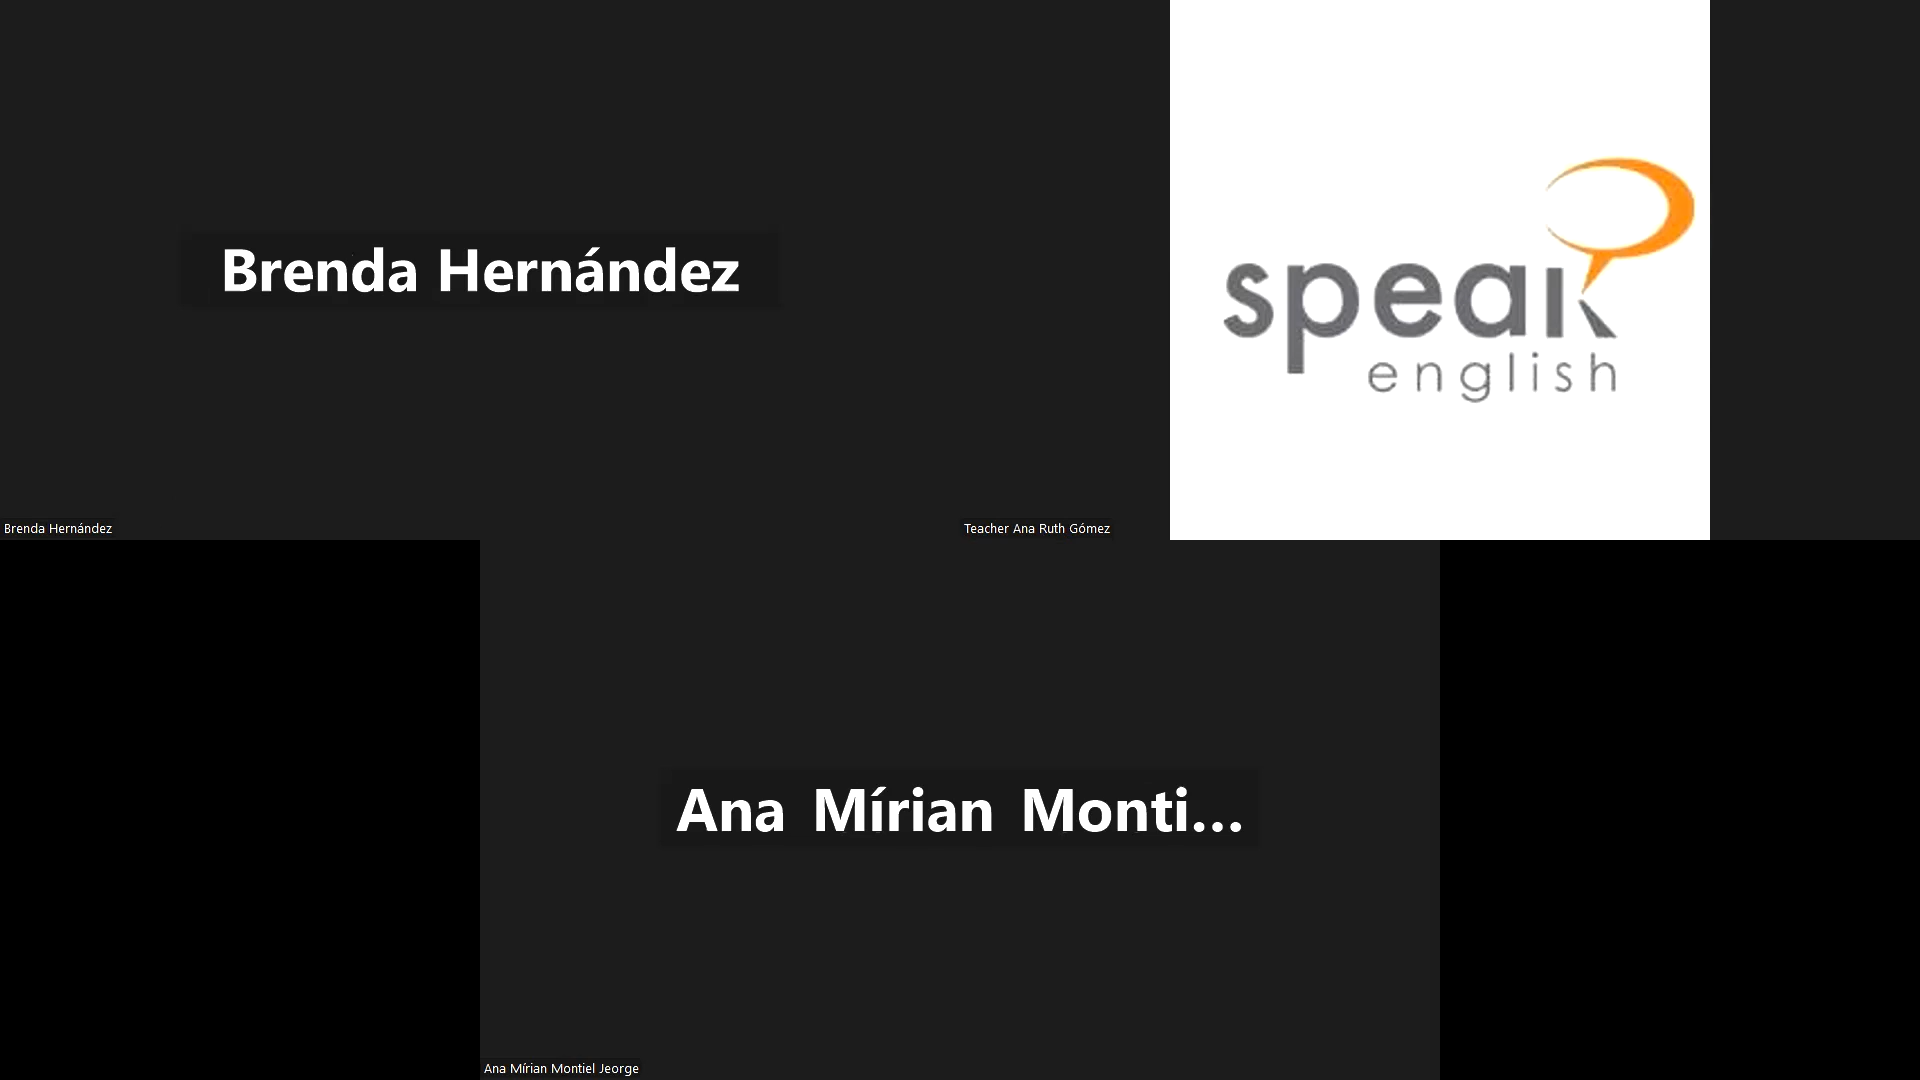 Brenda Hernández
speak
english
Brenda Hernández
Teacher Ana Ruth Gómez
Ana Mírian Monti...
Ana Mírian Montiel Jeorge